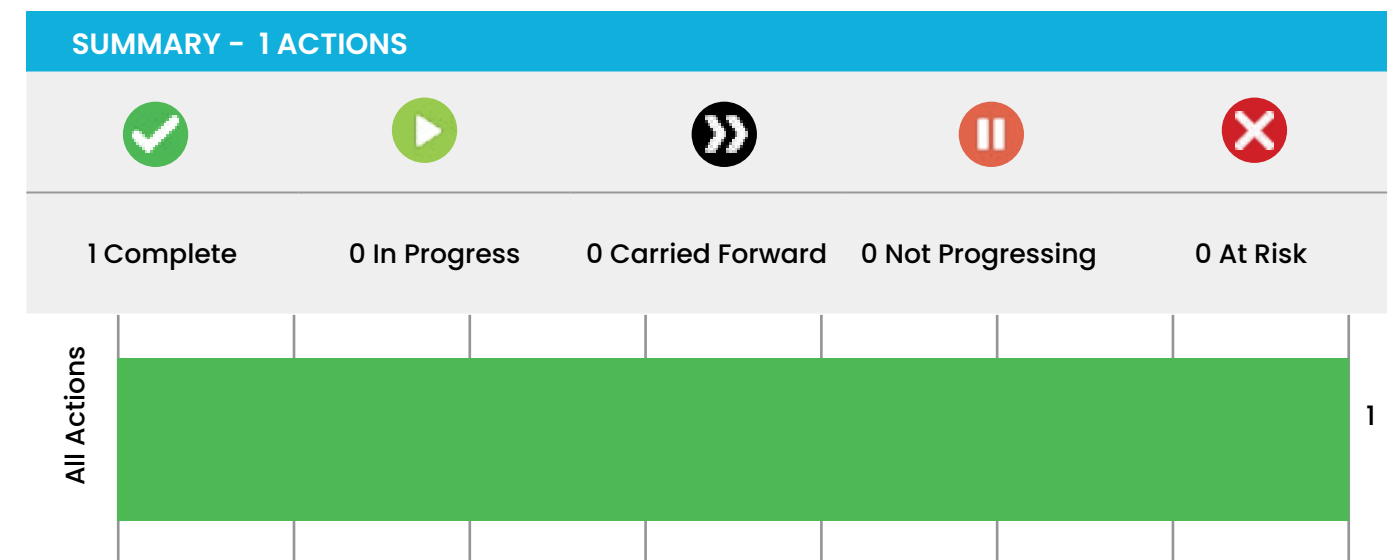 SUMMARY - 1 ACTIONS
1 Complete 0 In Progress 0 Carried Forward 0 Not Progressing 0 At Risk
All Actions
1